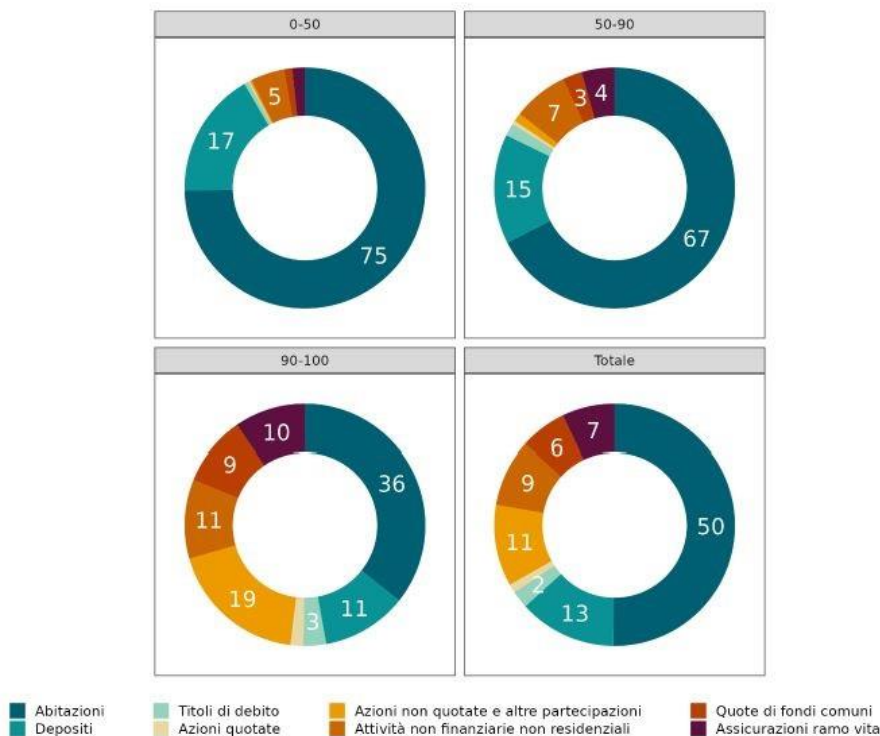 0-50
50-90
5
17
75
7
3
4
15
67
90-100
Totale
10
9
36
11
19
3
11
7
6
9
50
11
2
13
Abitazioni
Titoli di debito
Azioni non quotate e altre partecipazioni
Quote di fondi comuni
Depositi
Azioni quotate
Attività non finanziarie non residenziali
Assicurazioni ramo vita